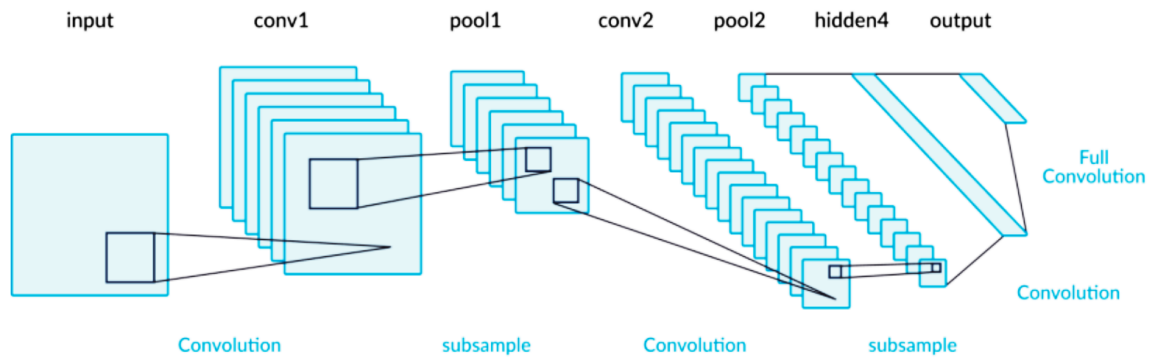 input
conv1
pool1
conv2
pool2
hidden4
output
Full
Convolution
Convolution
Convolution
subsample
Convolution
subsample